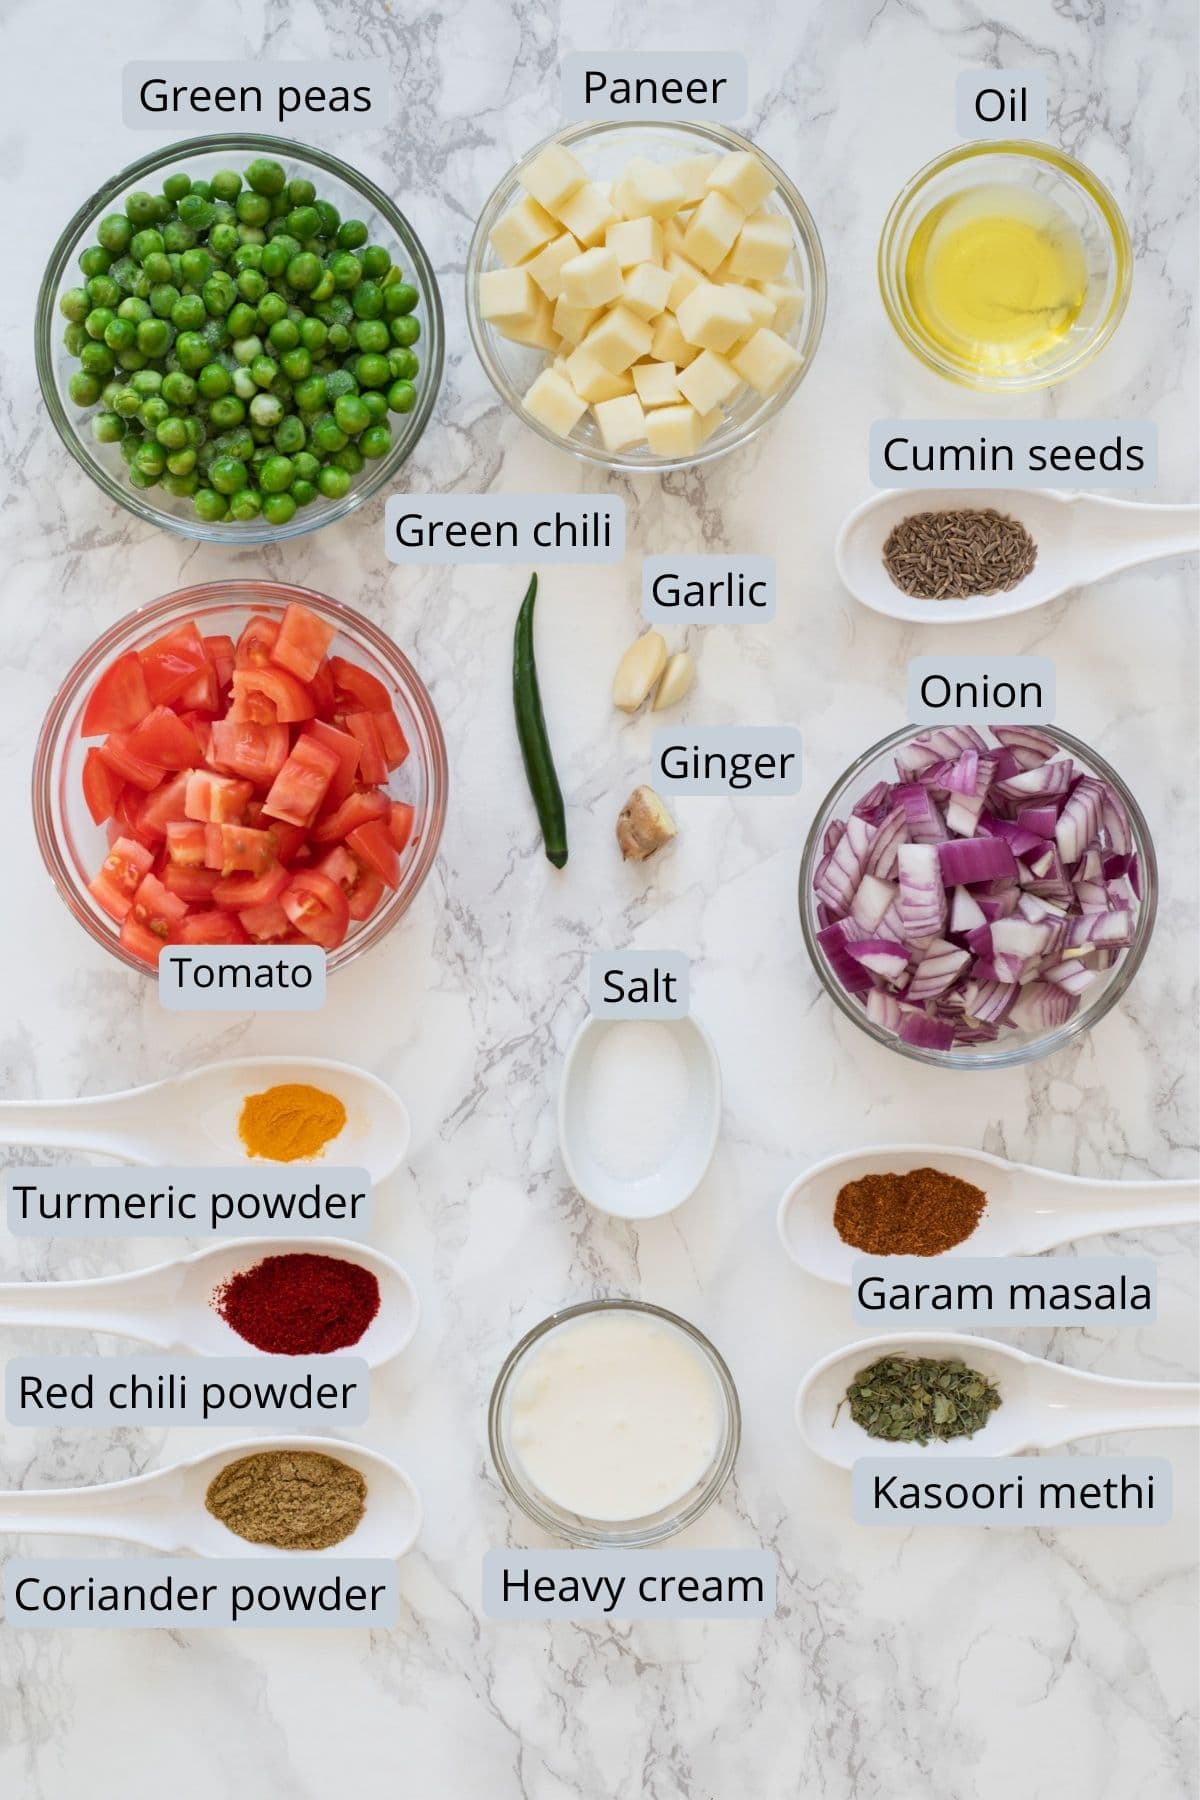 Green peas
Paneer
Oil
Cumin seeds
Green chili
Garlic
Onion
Ginger
Tomato
Salt
Turmeric powder
Garam masala
Red chili powder
Kasoori methi
Heavy cream
Coriander powder